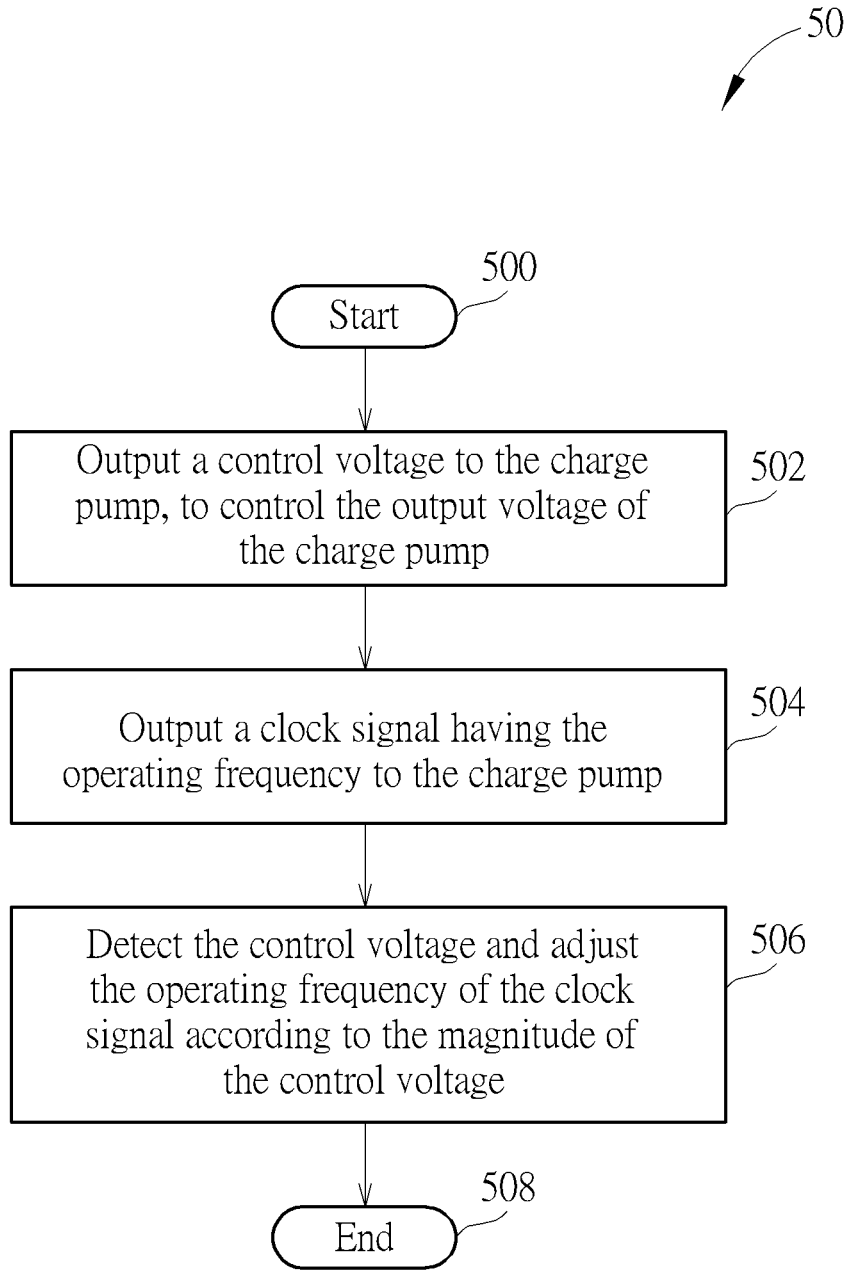 50
500
Start
Output a control voltage to the charge
pump, to control the output voltage of
the charge pump
502
Output a clock signal having the
operating frequency to the charge pump
504
Detect the control voltage and adjust
the operating frequency of the clock
signal according to the magnitude of
the control voltage
506
508
End